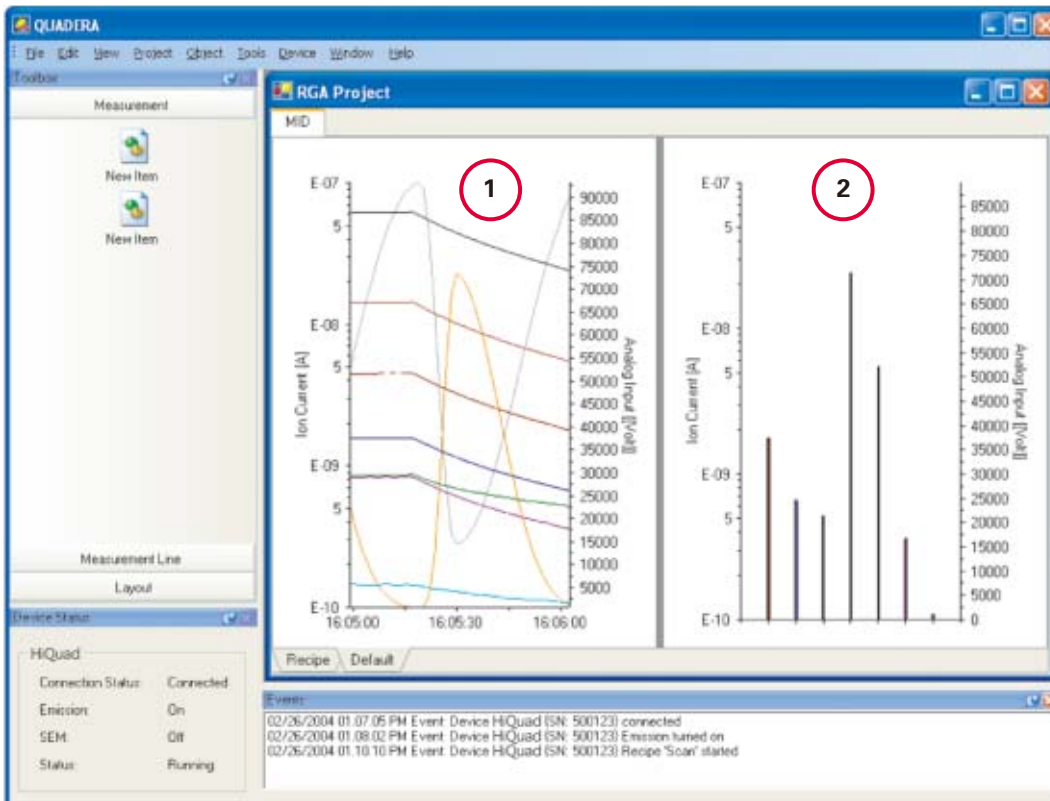 QUADERA
File Edit View Project Object Tools Device Window Help
Toolbox
Measurement
New Item
New Item
Measurement Line
Layout
Device Status
HiQuad
Connection Status: Connected
Emission: On
SEM: Off
Status: Running
RGA Project
MID
1
E-07
5
E-08
5
E-09
5
E-10
Ion Current [A]
90000
85000
80000
75000
70000
65000
60000
55000
50000
45000
40000
35000
30000
25000
20000
15000
10000
5000
Analog Input [[Volt]]
16:05:00 16:05:30 16:06:00
2
E-07
5
E-08
5
E-09
5
E-10
Ion Current [A]
85000
80000
75000
70000
65000
60000
55000
50000
45000
40000
35000
30000
25000
20000
15000
10000
5000
0
Analog Input [[Volt]]
Recipe Default
Events
02/26/2004 01.07.05 PM Event: Device HiQuad (SN: 500123) connected
02/26/2004 01.08.02 PM Event: Device HiQuad (SN: 500123) Emission turned on
02/26/2004 01.10.10 PM Event: Device HiQuad (SN: 500123) Recipe 'Scan' started